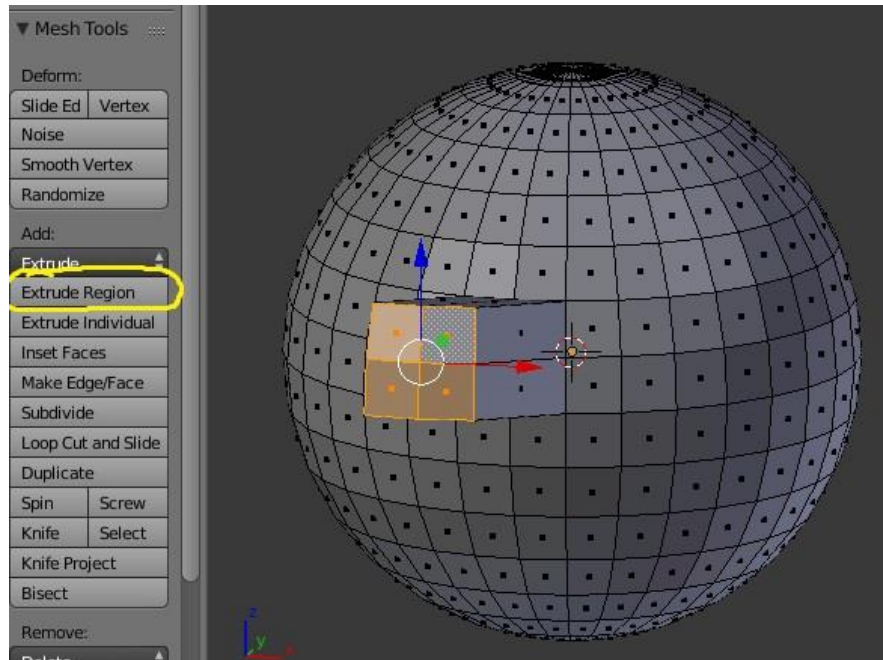 Mesh Tools
Deform:
Slide Ed Vertex
Noise
Smooth Vertex
Randomize
Add:
Extrude
Extrude Region
Extrude Individual
Inset Faces
Make Edge/Face
Subdivide
Loop Cut and Slide
Duplicate
Spin Screw
Knife Select
Knife Project
Bisect
Remove:
Delete
z
y
x